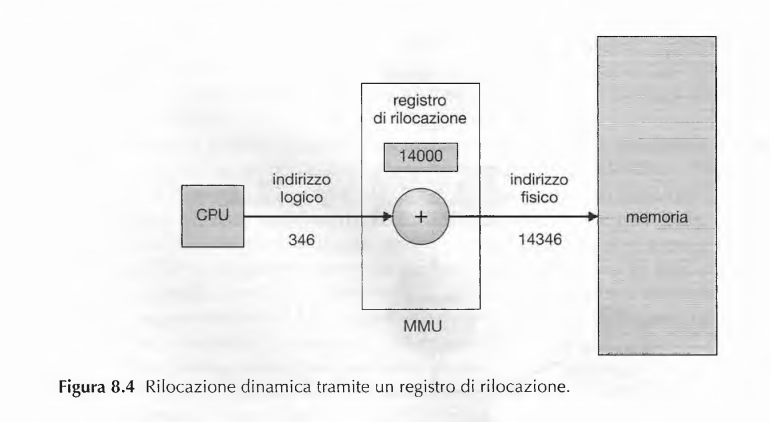 registro
di rilocazione
14000
indirizzo
logico
indirizzo
fisico
CPU
+
memoria
346
14346
MMU
Figura 8.4 Rilocazione dinamica tramite un registro di rilocazione.